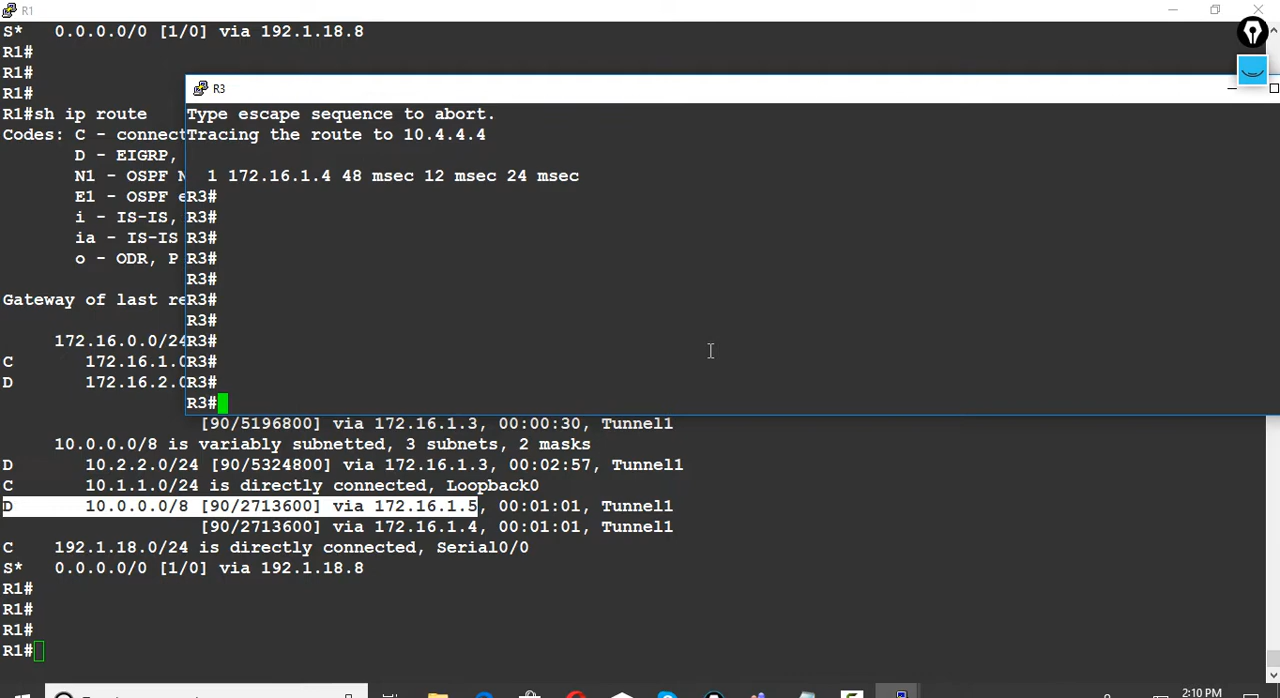 R1
S*   0.0.0.0/0 [1/0] via 192.1.18.8
R1#
R1#
R1#
R1#sh ip route
Codes: C - connect
D - EIGRP,
N1 - OSPF N
E1 - OSPF e
i - IS-IS,
ia - IS-IS
o - ODR, P
Gateway of last re
172.16.0.0/24
C       172.16.1.0
D       172.16.2.0
R3
Type escape sequence to abort.
Tracing the route to 10.4.4.4
1 172.16.1.4 48 msec 12 msec 24 msec
R3#
R3#
R3#
R3#
R3#
R3#
R3#
R3#
R3#
R3#
R3#
[90/5196800] via 172.16.1.3, 00:00:30, Tunnel1
10.0.0.0/8 is variably subnetted, 3 subnets, 2 masks
D       10.2.2.0/24 [90/5324800] via 172.16.1.3, 00:02:57, Tunnel1
C       10.1.1.0/24 is directly connected, Loopback0
D       10.0.0.0/8 [90/2713600] via 172.16.1.5, 00:01:01, Tunnel1
[90/2713600] via 172.16.1.4, 00:01:01, Tunnel1
C    192.1.18.0/24 is directly connected, Serial0/0
S*   0.0.0.0/0 [1/0] via 192.1.18.8
R1#
R1#
R1#
R1#
2:10 PM